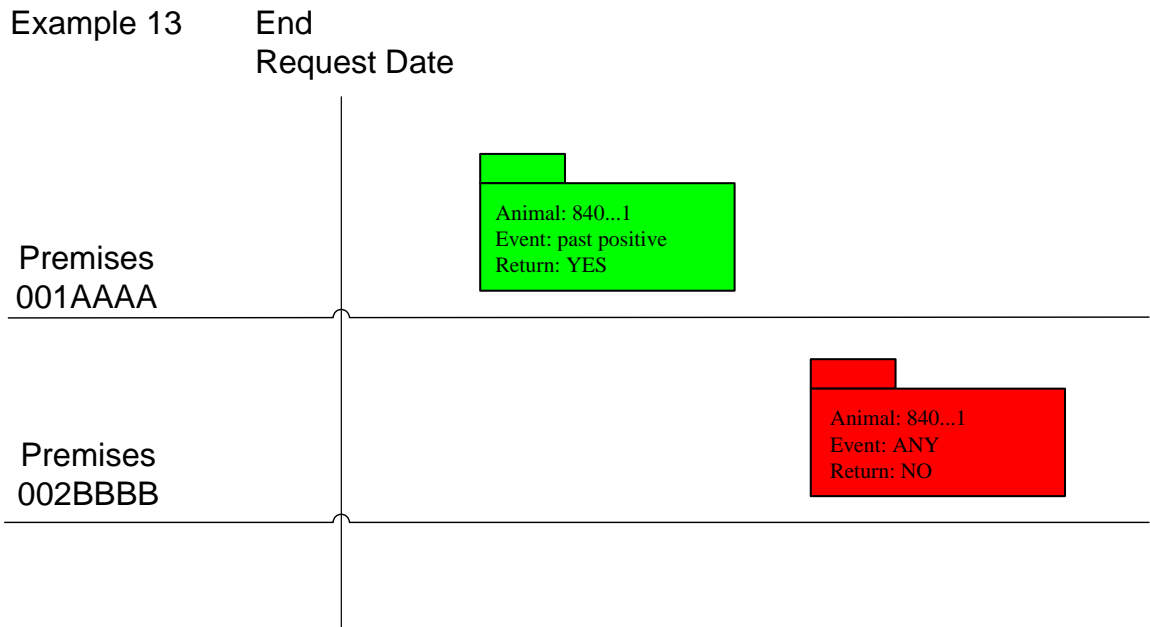 Example 13
End
Request Date
Animal: 840...1
Event: past positive
Return: YES
Premises
001AAAA
Animal: 840...1
Event: ANY
Return: NO
Premises
002BBBB